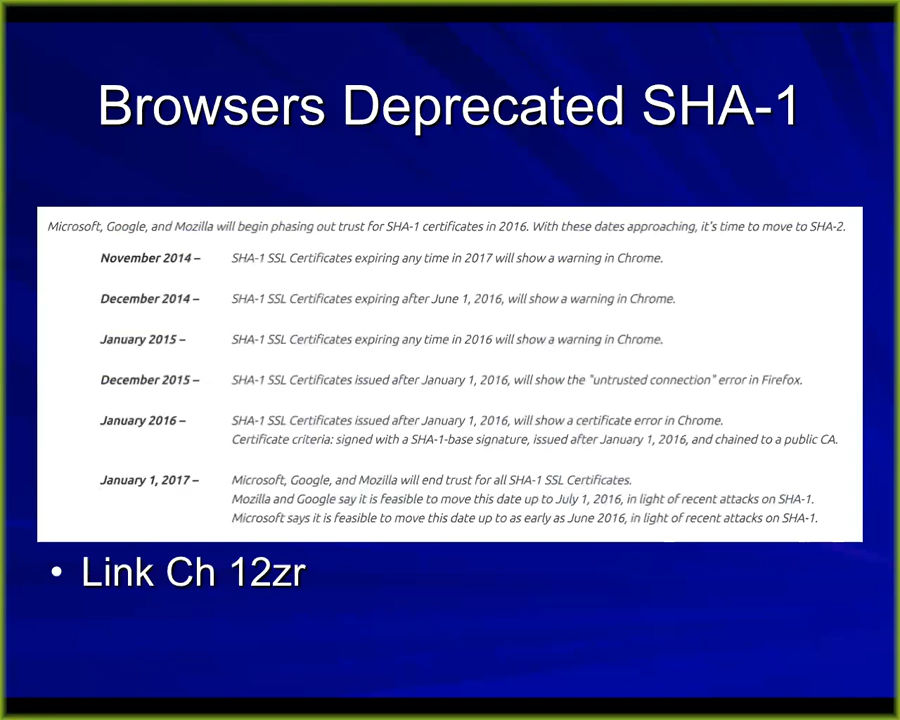 Browsers Deprecated SHA-1
Microsoft, Google, and Mozilla will begin phasing out trust for SHA-1 certificates in 2016. With these dates approaching, it's time to move to SHA-2.
November 2014 – SHA-1 SSL Certificates expiring any time in 2017 will show a warning in Chrome.
December 2014 – SHA-1 SSL Certificates expiring after June 1, 2016, will show a warning in Chrome.
January 2015 – SHA-1 SSL Certificates expiring any time in 2016 will show a warning in Chrome.
December 2015 – SHA-1 SSL Certificates issued after January 1, 2016, will show the "untrusted connection" error in Firefox.
January 2016 – SHA-1 SSL Certificates issued after January 1, 2016, will show a certificate error in Chrome.
Certificate criteria: signed with a SHA-1-base signature, issued after January 1, 2016, and chained to a public CA.
January 1, 2017 – Microsoft, Google, and Mozilla will end trust for all SHA-1 SSL Certificates.
Mozilla and Google say it is feasible to move this date up to July 1, 2016, in light of recent attacks on SHA-1.
Microsoft says it is feasible to move this date up to as early as June 2016, in light of recent attacks on SHA-1.
• Link Ch 12zr